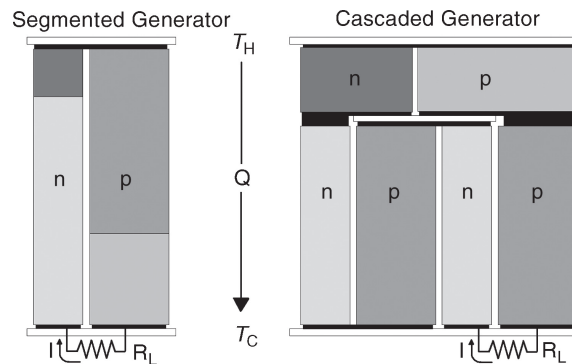 Segmented Generator
Cascaded Generator
T_H
n
p
n
p
Q
n
p
n
p
T_C
I
R_L
I
R_L